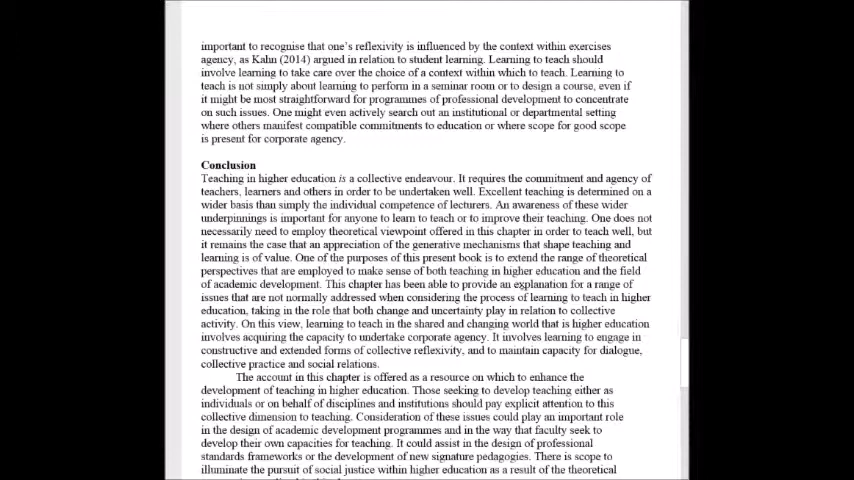 important to recognise that one's reflexivity is influenced by the context within exercises
agency, as Kahn (2014) argued in relation to student learning. Learning to teach should
involve learning to take care over the choice of a context within which to teach. Learning to
teach is not simply about learning to perform in a seminar room or to design a course, even if
it might be most straightforward for programmes of professional development to concentrate
on such issues. One might even actively search out an institutional or departmental setting
where others manifest compatible commitments to education or where scope for good scope
is present for corporate agency.
Conclusion
Teaching in higher education is a collective endeavour. It requires the commitment and agency of
teachers, learners and others in order to be undertaken well. Excellent teaching is determined on a
wider basis than simply the individual competence of lecturers. An awareness of these wider
underpinnings is important for anyone to learn to teach or to improve their teaching. One does not
necessarily need to employ theoretical viewpoint offered in this chapter in order to teach well, but
it remains the case that an appreciation of the generative mechanisms that shape teaching and
learning is of value. One of the purposes of this present book is to extend the range of theoretical
perspectives that are employed to make sense of both teaching in higher education and the field
of academic development. This chapter has been able to provide an explanation for a range of
issues that are not normally addressed when considering the process of learning to teach in higher
education, taking in the role that both change and uncertainty play in relation to collective
activity. On this view, learning to teach in the shared and changing world that is higher education
involves acquiring the capacity to undertake corporate agency. It involves learning to engage in
constructive and extended forms of collective reflexivity, and to maintain capacity for dialogue,
collective practice and social relations.
The account in this chapter is offered as a resource on which to enhance the
development of teaching in higher education. Those seeking to develop teaching either as
individuals or on behalf of disciplines and institutions should pay explicit attention to this
collective dimension to teaching. Consideration of these issues could play an important role
in the design of academic development programmes and in the way that faculty seek to
develop their own capacities for teaching. It could assist in the design of professional
standards frameworks or the development of new signature pedagogies. There is scope to
illuminate the pursuit of social justice within higher education as a result of the theoretical